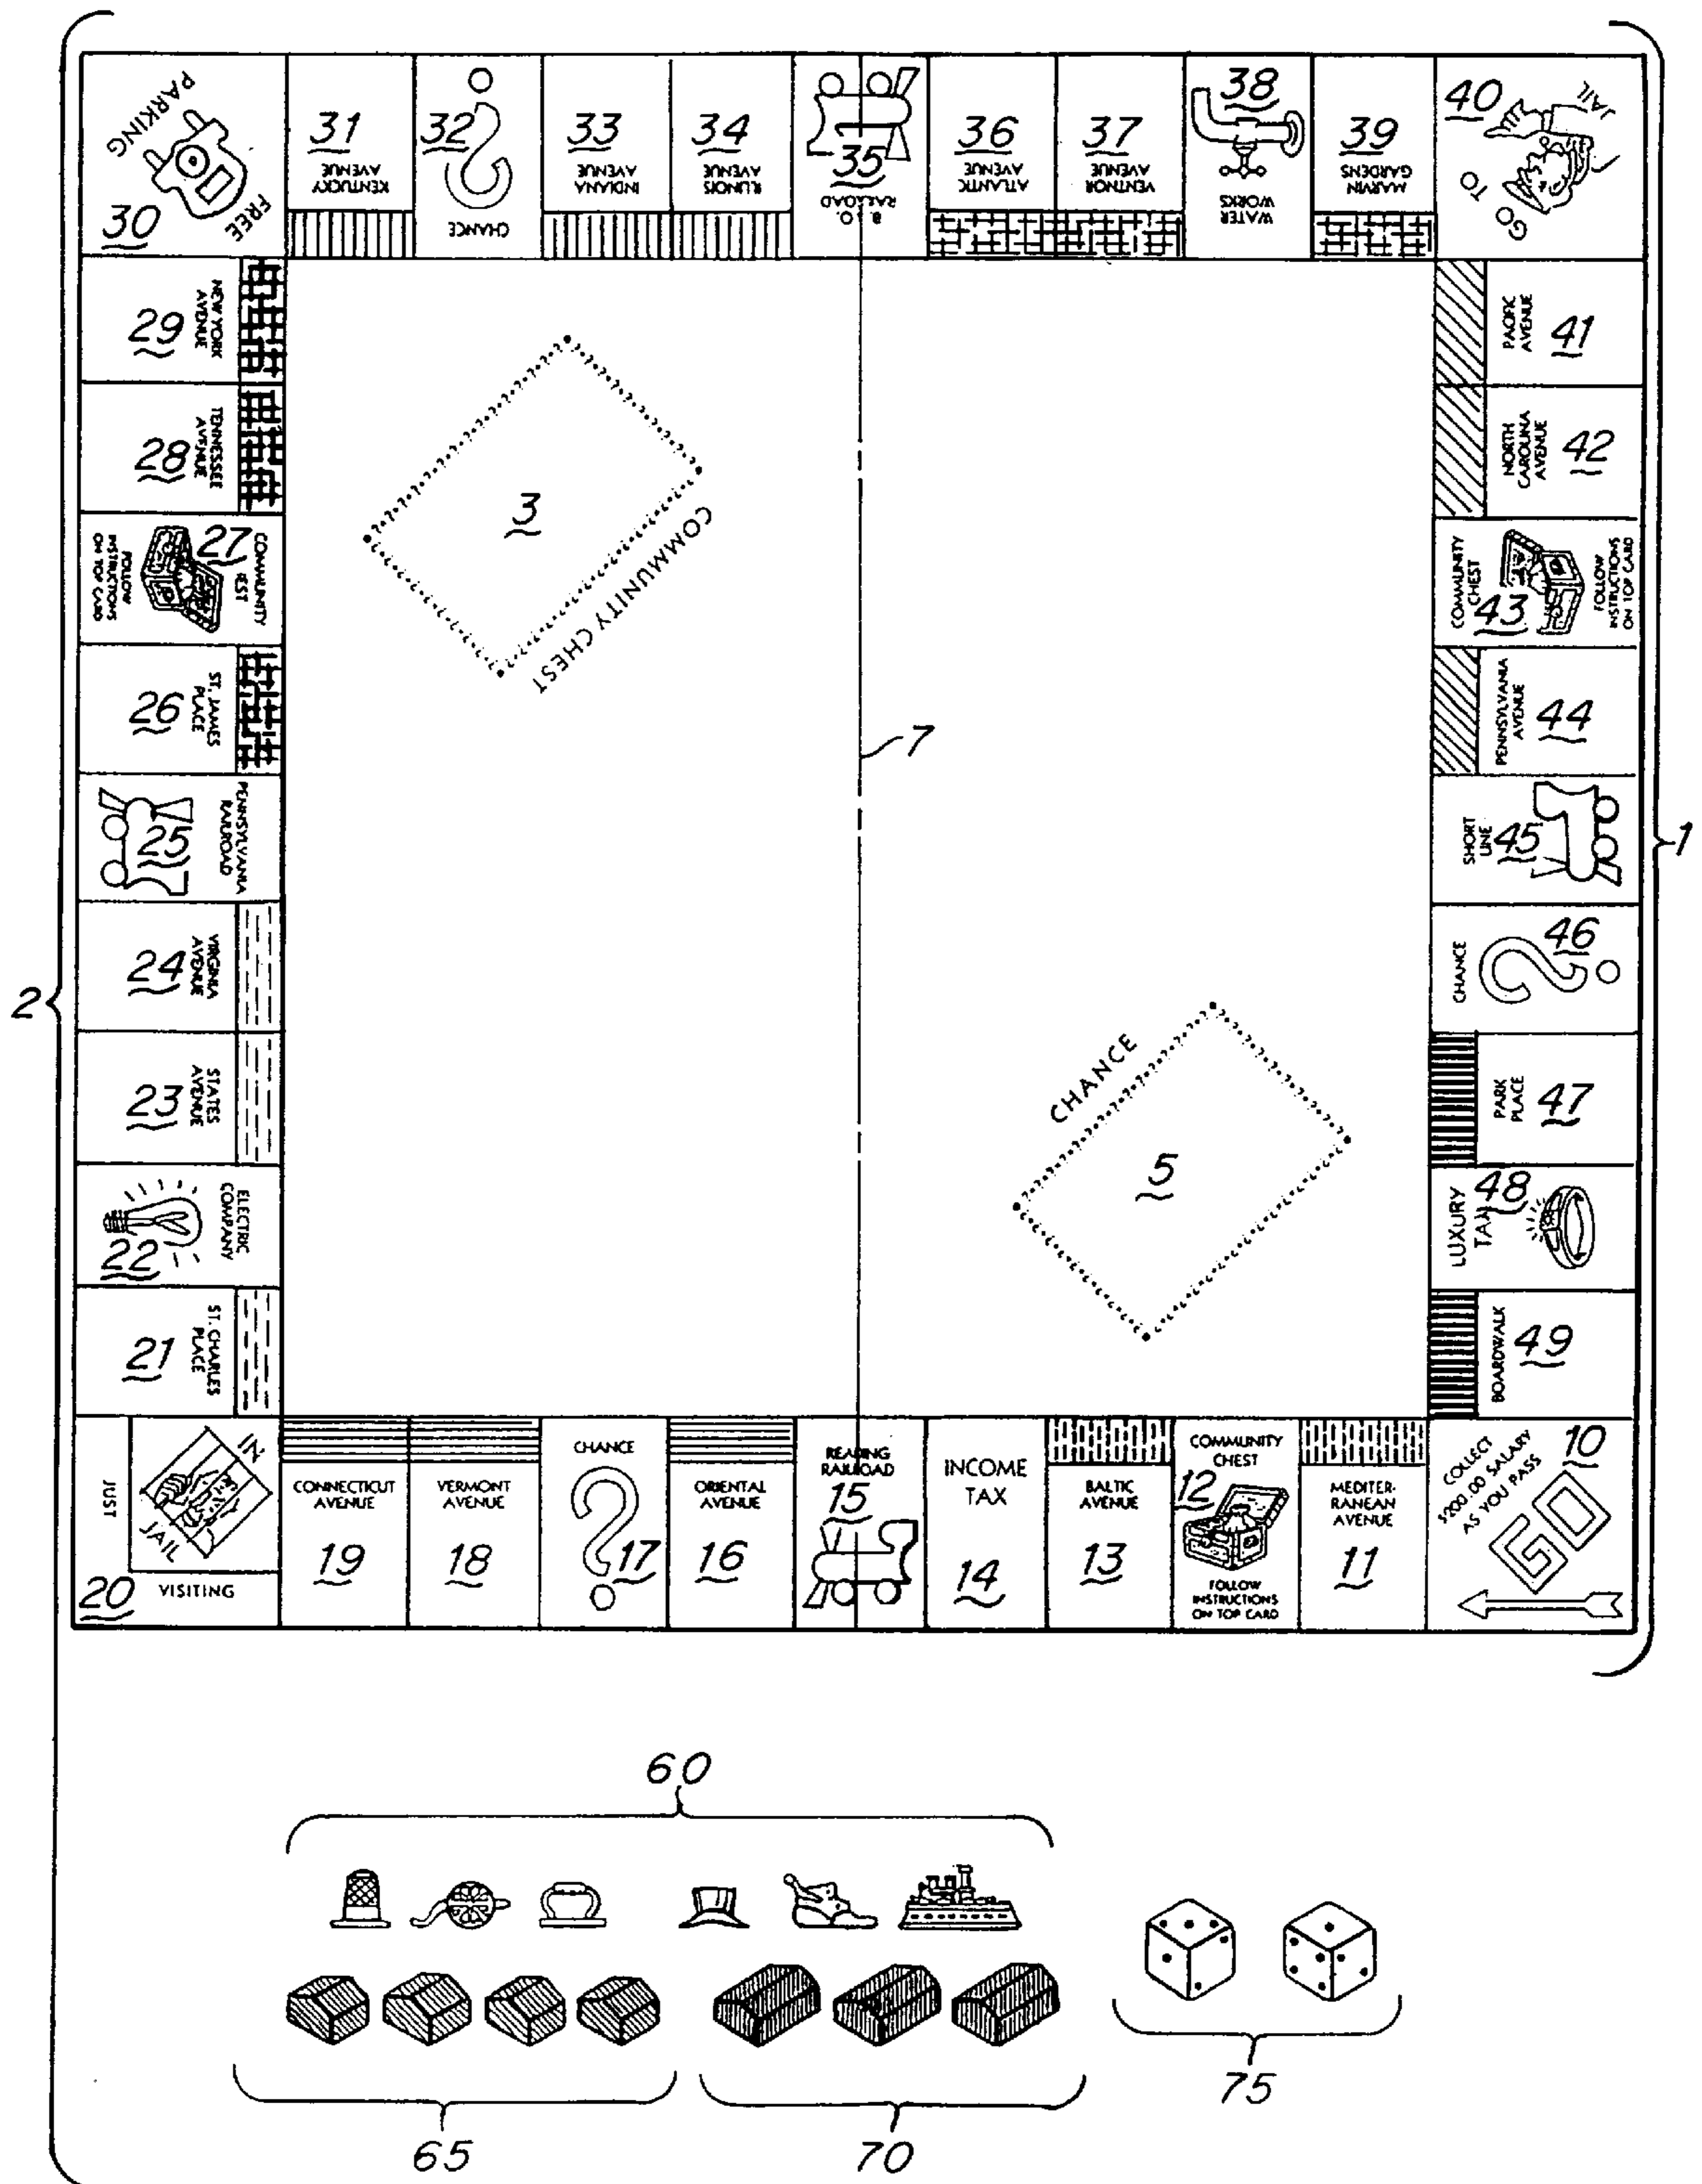 FREE
PARKING
30
31
KENTUCKY
AVENUE
32
CHANCE
33
INDIANA
AVENUE
34
ILLINOIS
AVENUE
35
B. & O.
RAILROAD
36
ATLANTIC
AVENUE
37
VENTNOR
AVENUE
38
WATER
WORKS
39
MARVIN
GARDENS
40
GO TO
JAIL
29
NEW YORK
AVENUE
28
TENNESSEE
AVENUE
27
COMMUNITY
EST
FOLLOW
INSTRUCTIONS
ON TOP CARD
26
ST. JAMES
PLACE
25
PENNSYLVANIA
RAILROAD
24
VIRGINIA
AVENUE
23
STATES
AVENUE
22
ELECTRIC
COMPANY
21
ST. CHARLES
PLACE
2
3
COMMUNITY CHEST
7
CHANCE
5
PACIFIC
AVENUE
41
NORTH
CAROLINA
AVENUE
42
COMMUNITY
CHEST
43
FOLLOW
INSTRUCTIONS
ON TOP CARD
PENNSYLVANIA
AVENUE
44
SHORT
LINE
45
1
CHANCE
46
PARK
PLACE
47
LUXURY
TAX
48
BOARDWALK
49
JUST
VISITING
IN
JAIL
20
CONNECTICUT
AVENUE
19
VERMONT
AVENUE
18
CHANCE
17
ORIENTAL
AVENUE
16
READING
RAILROAD
15
INCOME
TAX
14
BALTIC
AVENUE
13
COMMUNITY
CHEST
12
FOLLOW
INSTRUCTIONS
ON TOP CARD
MEDITER-
RANEAN
AVENUE
11
10
COLLECT
$200.00 SALARY
AS YOU PASS
GO
60
65
70
75